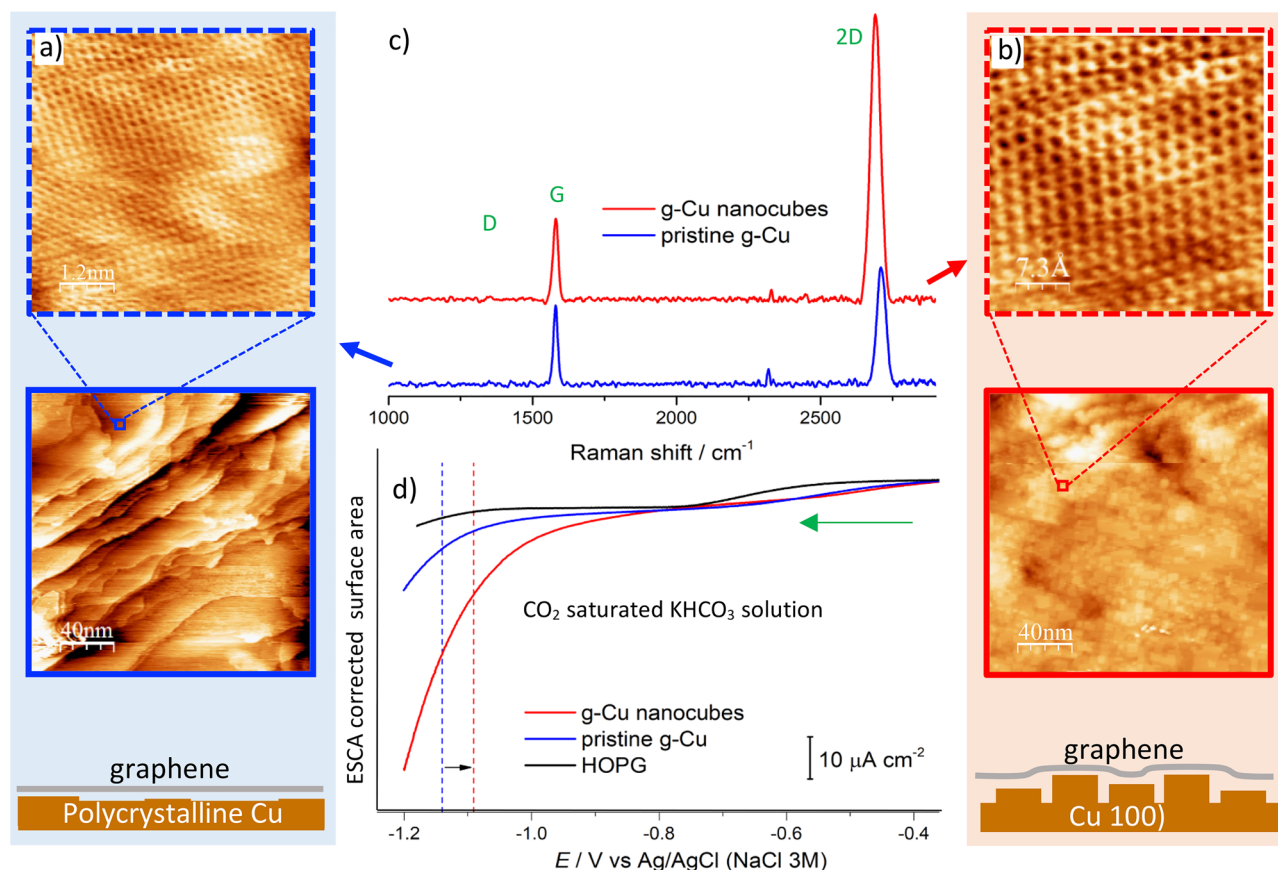 a)
1.2nm
40nm
graphene
Polycrystalline Cu
c)
2D
G
D
g-Cu nanocubes
pristine g-Cu
1000
1500
2000
2500
Raman shift / cm⁻¹
d)
ESCA corrected surface area
CO₂ saturated KHCO₃ solution
g-Cu nanocubes
pristine g-Cu
HOPG
10 μA cm⁻²
-1.2
-1.0
-0.8
-0.6
-0.4
E / V vs Ag/AgCl (NaCl 3M)
b)
7.3Å
40nm
graphene
Cu 100)